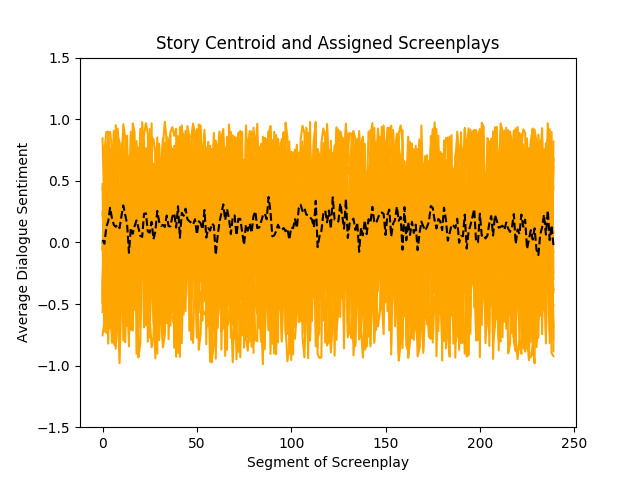 Story Centroid and Assigned Screenplays
1.5
1.0
0.5
0.0
−0.5
−1.0
−1.5
Average Dialogue Sentiment
0 50 100 150 200 250
Segment of Screenplay